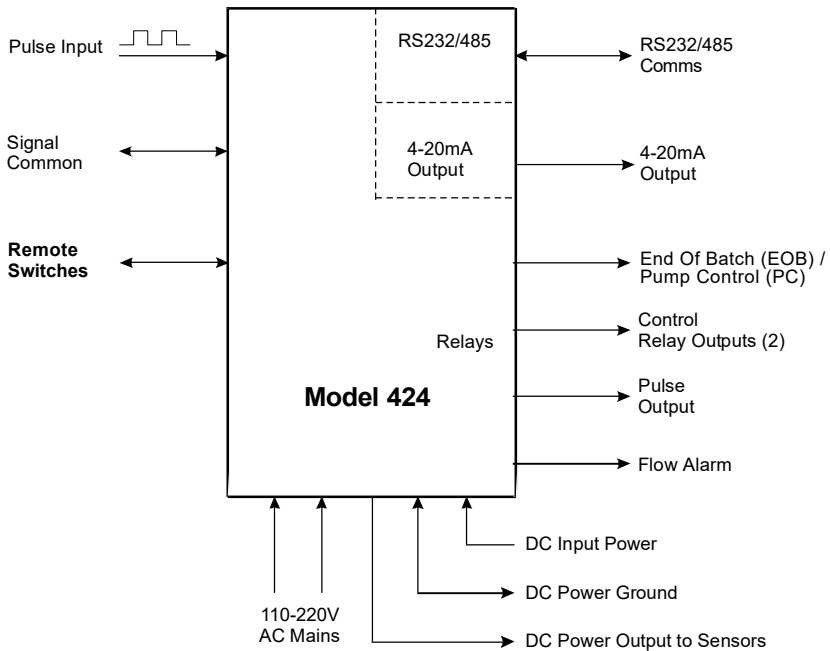 Pulse Input
Signal
Common
Remote
Switches
RS232/485
4-20mA
Output
Relays
Model 424
RS232/485
Comms
4-20mA
Output
End Of Batch (EOB) /
Pump Control (PC)
Control
Relay Outputs (2)
Pulse
Output
Flow Alarm
110-220V
AC Mains
DC Input Power
DC Power Ground
DC Power Output to Sensors